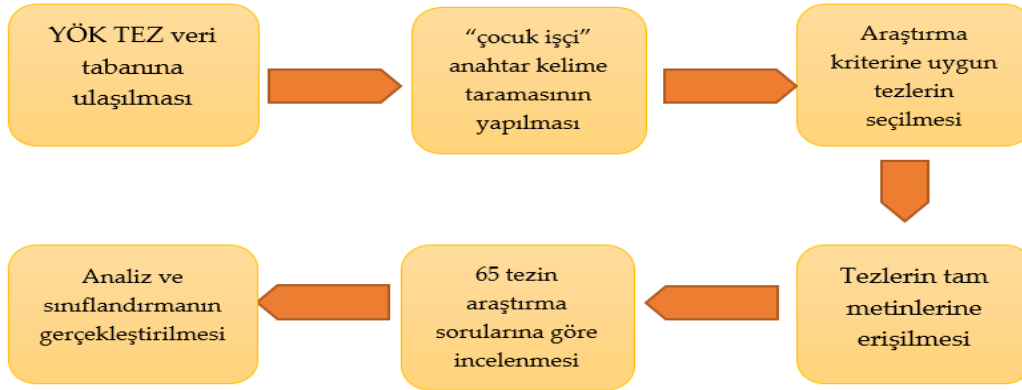 YÖK TEZ veri
tabanına
ulaşılması
“çocuk işçi”
anahtar kelime
taramasının
yapılması
Araştırma
kriterine uygun
tezlerin
seçilmesi
Tezlerin tam
metinlerine
erişilmesi
65 tezin
araştırma
sorularına göre
incelenmesi
Analiz ve
sınıflandırmanın
gerçekleştirilmesi